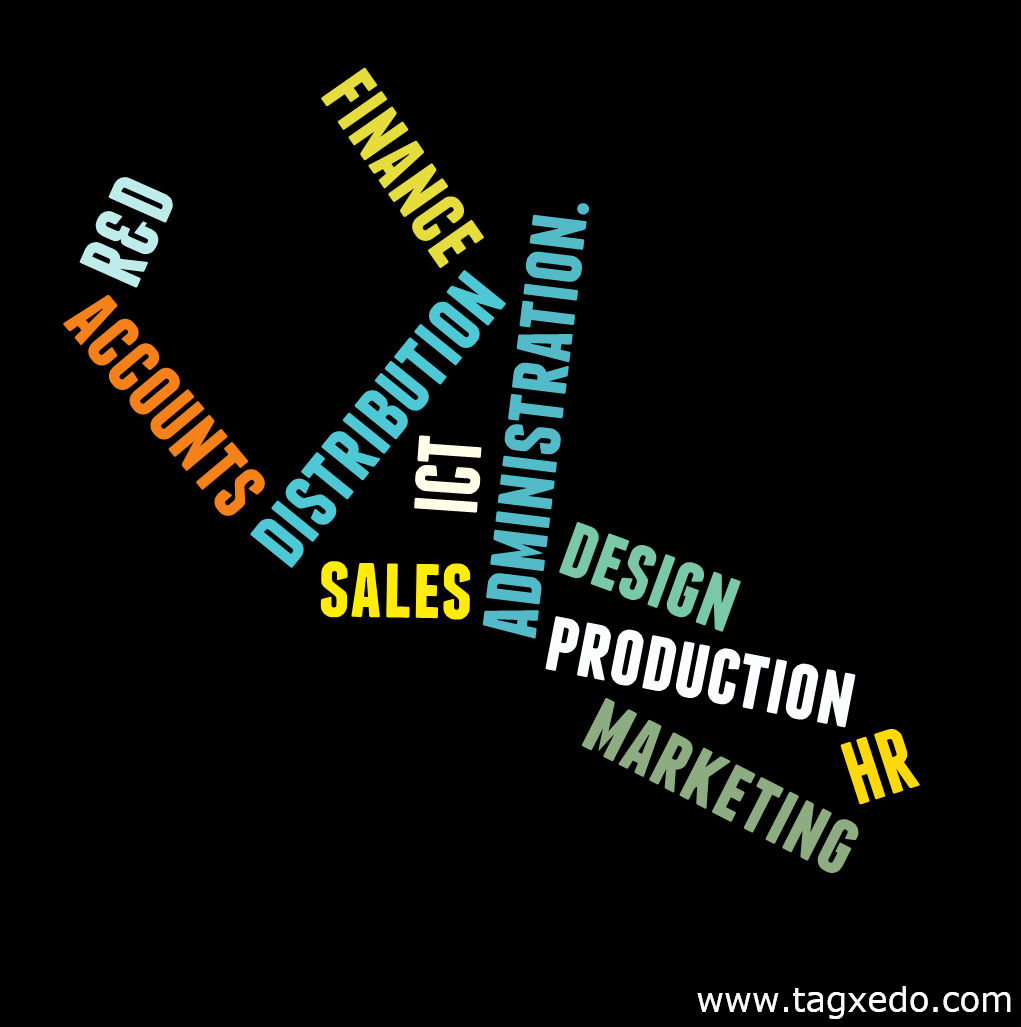 FINANCE
R&D
ACCOUNTS
DISTRIBUTION
ADMINISTRATION.
ICT
SALES
DESIGN
PRODUCTION
MARKETING
HR
www.tagxedo.com